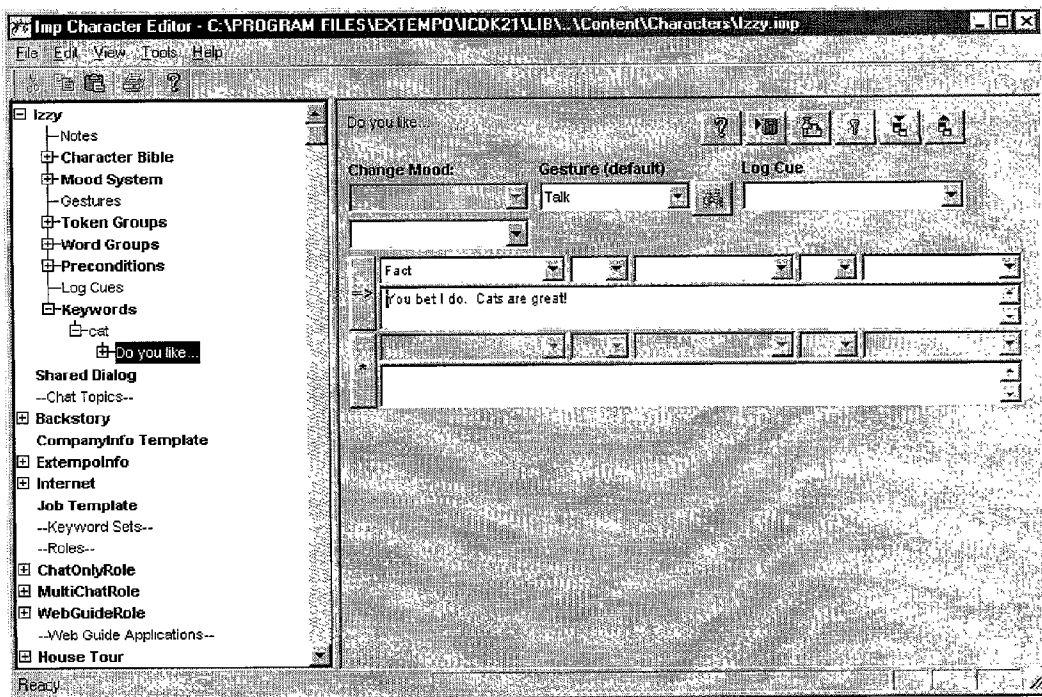 Imp Character Editor - C:\PROGRAM FILES\EXTEMPO\ICDK21\LIB\..\Content\Characters\Izzy.imp
File Edit View Tools Help
Izzy
Notes
Character Bible
Mood System
Gestures
Token Groups
Word Groups
Preconditions
Log Cues
Keywords
cat
Do you like...
Shared Dialog
--Chat Topics--
Backstory
CompanyInfo Template
ExtempoInfo
Internet
Job Template
--Keyword Sets--
--Roles--
ChatOnlyRole
MultiChatRole
WebGuideRole
--Web Guide Applications--
House Tour
Do you like...
Change Mood: Gesture (default) Log Cue
Talk
Fact
=> You bet I do. Cats are great!
*
Ready